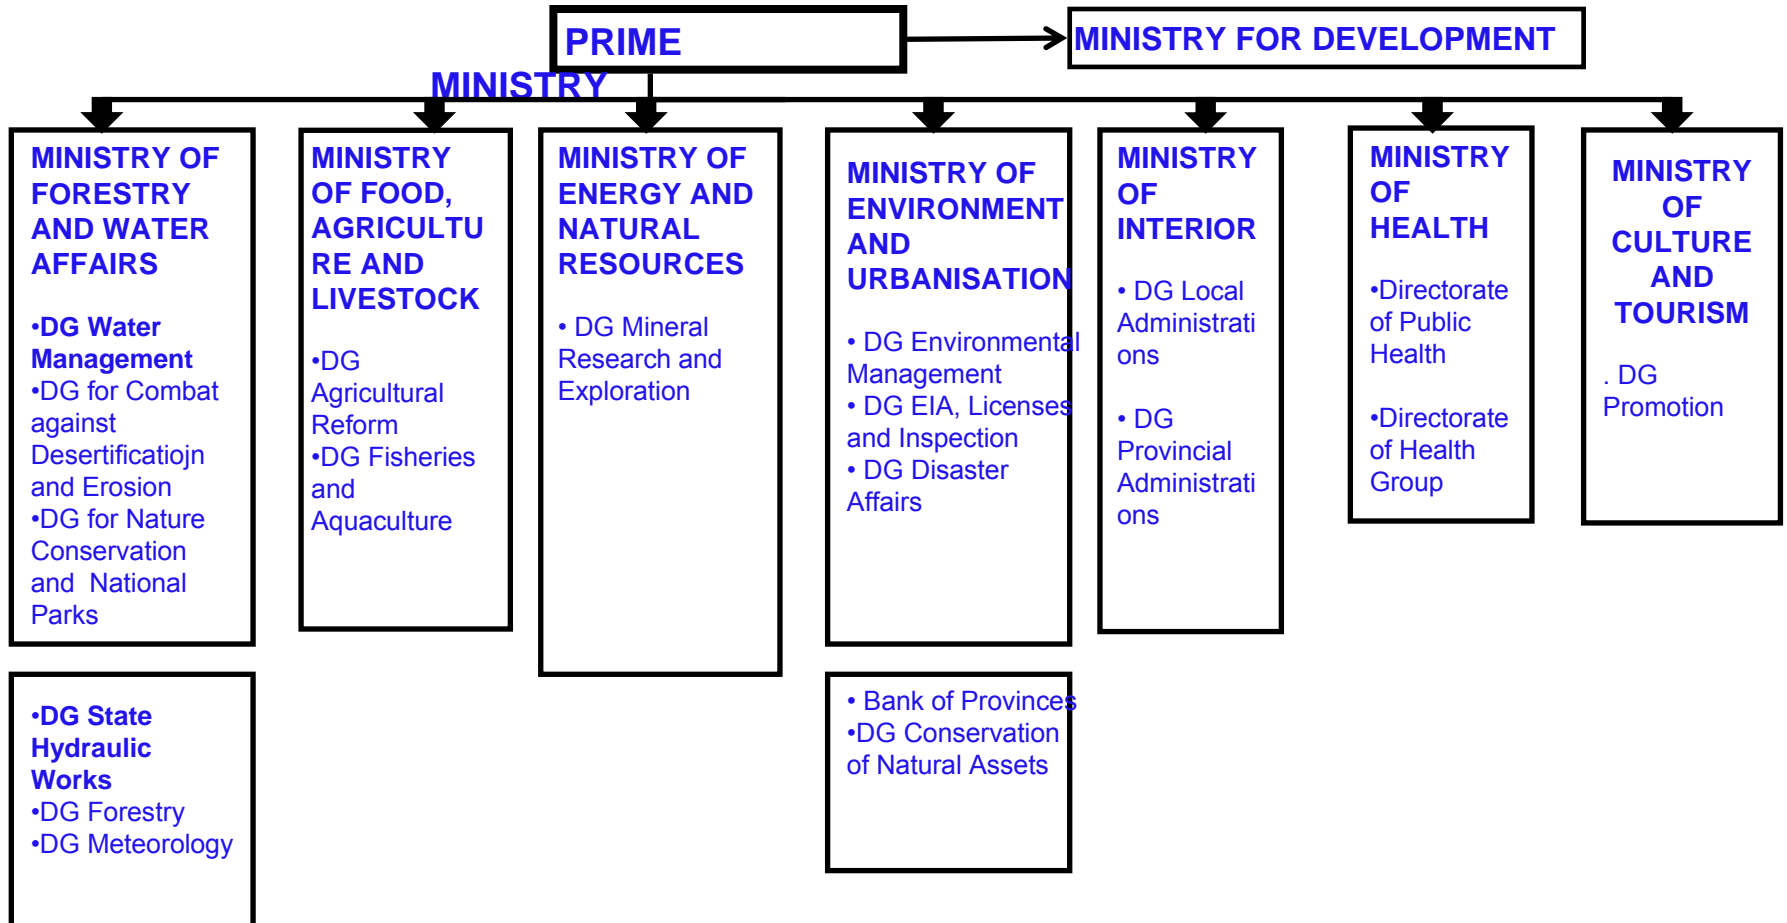 PRIME
MINISTRY
MINISTRY FOR DEVELOPMENT
MINISTRY OF
FORESTRY
AND WATER
AFFAIRS
•DG Water
Management
•DG for Combat
against
Desertificatiojn
and Erosion
•DG for Nature
Conservation
and National
Parks
•DG State
Hydraulic
Works
•DG Forestry
•DG Meteorology
MINISTRY
OF FOOD,
AGRICULTU
RE AND
LIVESTOCK
•DG
Agricultural
Reform
•DG Fisheries
and
Aquaculture
MINISTRY OF
ENERGY AND
NATURAL
RESOURCES
• DG Mineral
Research and
Exploration
MINISTRY OF
ENVIRONMENT
AND
URBANISATION
• DG Environmental
Management
• DG EIA, Licenses
and Inspection
• DG Disaster
Affairs
• Bank of Provinces
•DG Conservation
of Natural Assets
MINISTRY
OF
INTERIOR
• DG Local
Administrati
ons
• DG
Provincial
Administrati
ons
MINISTRY
OF
HEALTH
•Directorate
of Public
Health
•Directorate
of Health
Group
MINISTRY
OF
CULTURE
AND
TOURISM
. DG
Promotion